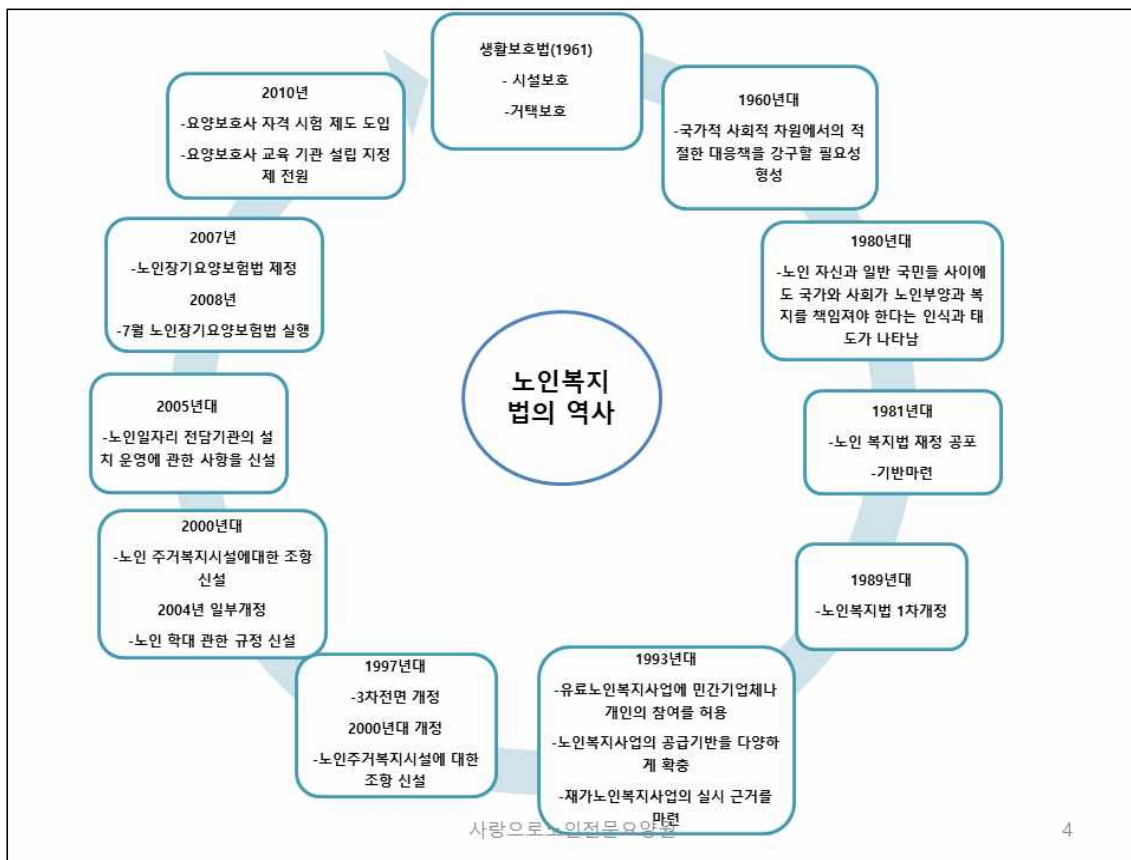 생활보호법(1961)
- 시설보호
-거택보호
1960년대
-국가적 사회적 차원에서의 적
절한 대응책을 강구할 필요성
형성
1980년대
-노인 자신과 일반 국민들 사이에
도 국가와 사회가 노인부양과 복
지를 책임져야 한다는 인식과 태
도가 나타남
1981년대
-노인 복지법 재정 공포
-기반마련
1989년대
-노인복지법 1차개정
1993년대
-유료노인복지사업에 민간기업체나
개인의 참여를 허용
-노인복지사업의 공급기반을 다양하
게 확충
-재가노인복지사업의 실시 근거를
마련
1997년대
-3차전면 개정
2000년대 개정
-노인주거복지시설에 대한
조항 신설
2000년대
-노인 주거복지시설에대한 조항
신설
2004년 일부개정
-노인 학대 관한 규정 신설
2005년대
-노인일자리 전담기관의 설
치 운영에 관한 사항을 신설
2007년
-노인장기요양보험법 제정
2008년
-7월 노인장기요양보험법 실행
2010년
-요양보호사 자격 시험 제도 도입
-요양보호사 교육 기관 설립 지정
제 전원
노인복지
법의 역사
사랑으로노인전문요양원
4